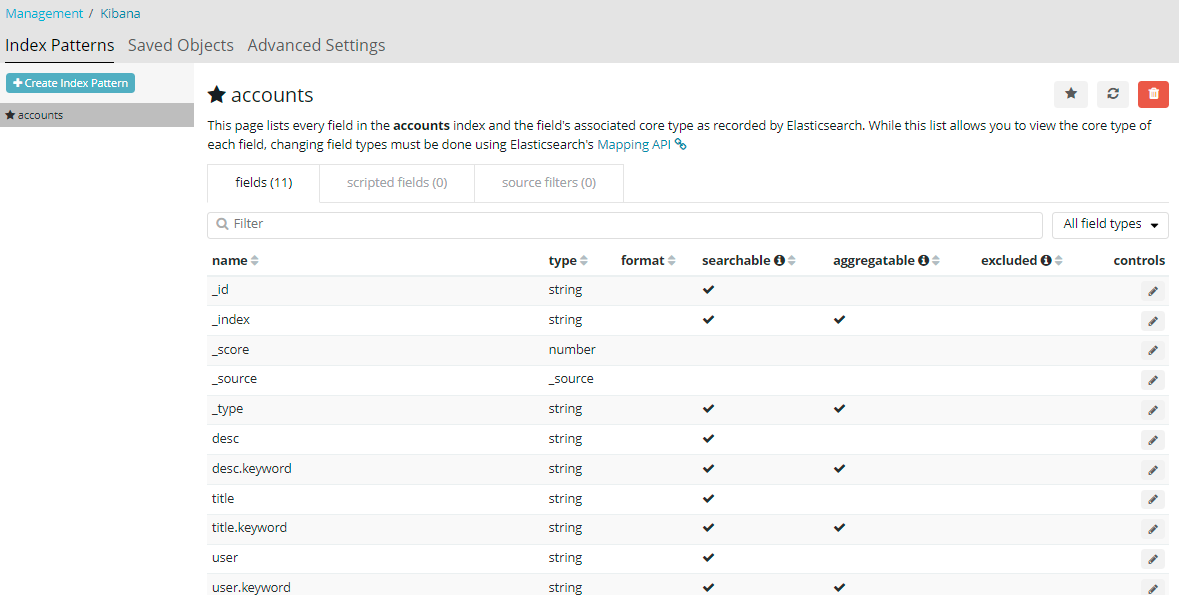 Management / Kibana
Index Patterns Saved Objects Advanced Settings
Create Index Pattern
accounts
accounts
This page lists every field in the accounts index and the field's associated core type as recorded by Elasticsearch. While this list allows you to view the core type of
each field, changing field types must be done using Elasticsearch's Mapping API
fields (11) scripted fields (0) source filters (0)
Filter All field types
name type format searchable aggregatable excluded controls
_id string
_index string
_score number
_source _source
_type string
desc string
desc.keyword string
title string
title.keyword string
user string
user.keyword string